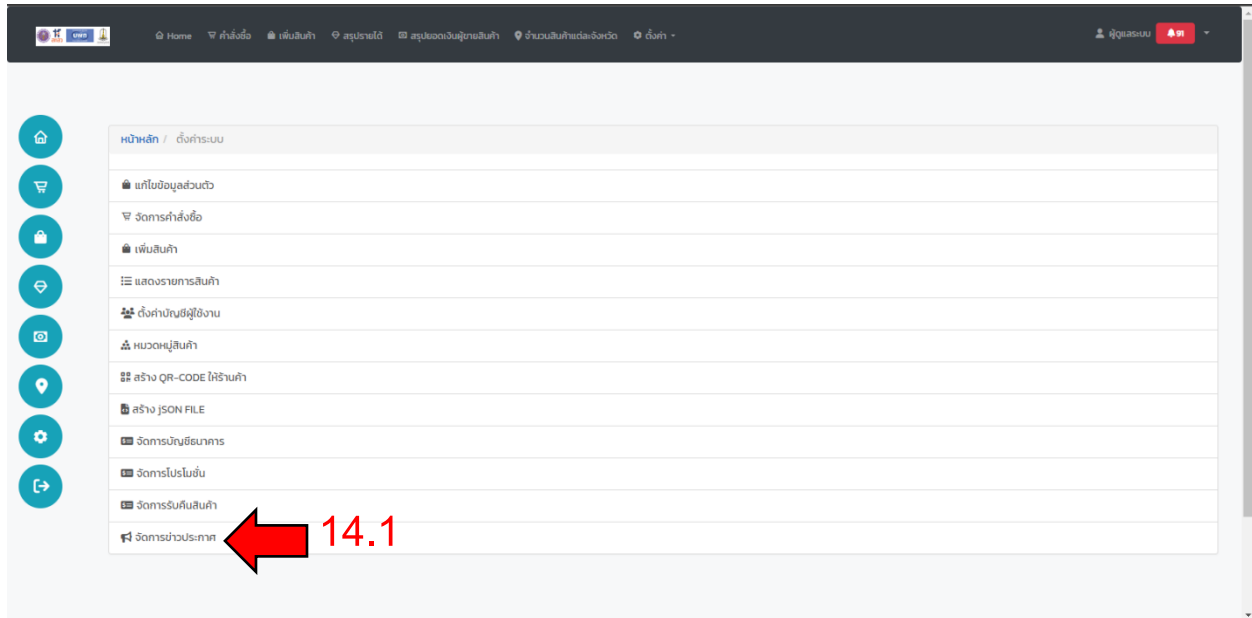 Home คำสั่งซื้อ เพิ่มสินค้า สรุปรายได้ สรุปยอดเงินผู้ขายสินค้า จำนวนสินค้าแต่ละจังหวัด ตั้งค่า ผู้ดูแลระบบ
หน้าหลัก / ตั้งค่าระบบ
แก้ไขข้อมูลส่วนตัว
จัดการคำสั่งซื้อ
เพิ่มสินค้า
แสดงรายการสินค้า
ตั้งค่าบัญชีผู้ใช้งาน
หมวดหมู่สินค้า
สร้าง QR-CODE ให้ร้านค้า
สร้าง jSON FILE
จัดการบัญชีธนาคาร
จัดการโปรโมชั่น
จัดการรับคืนสินค้า
จัดการข่าวประกาศ 14.1